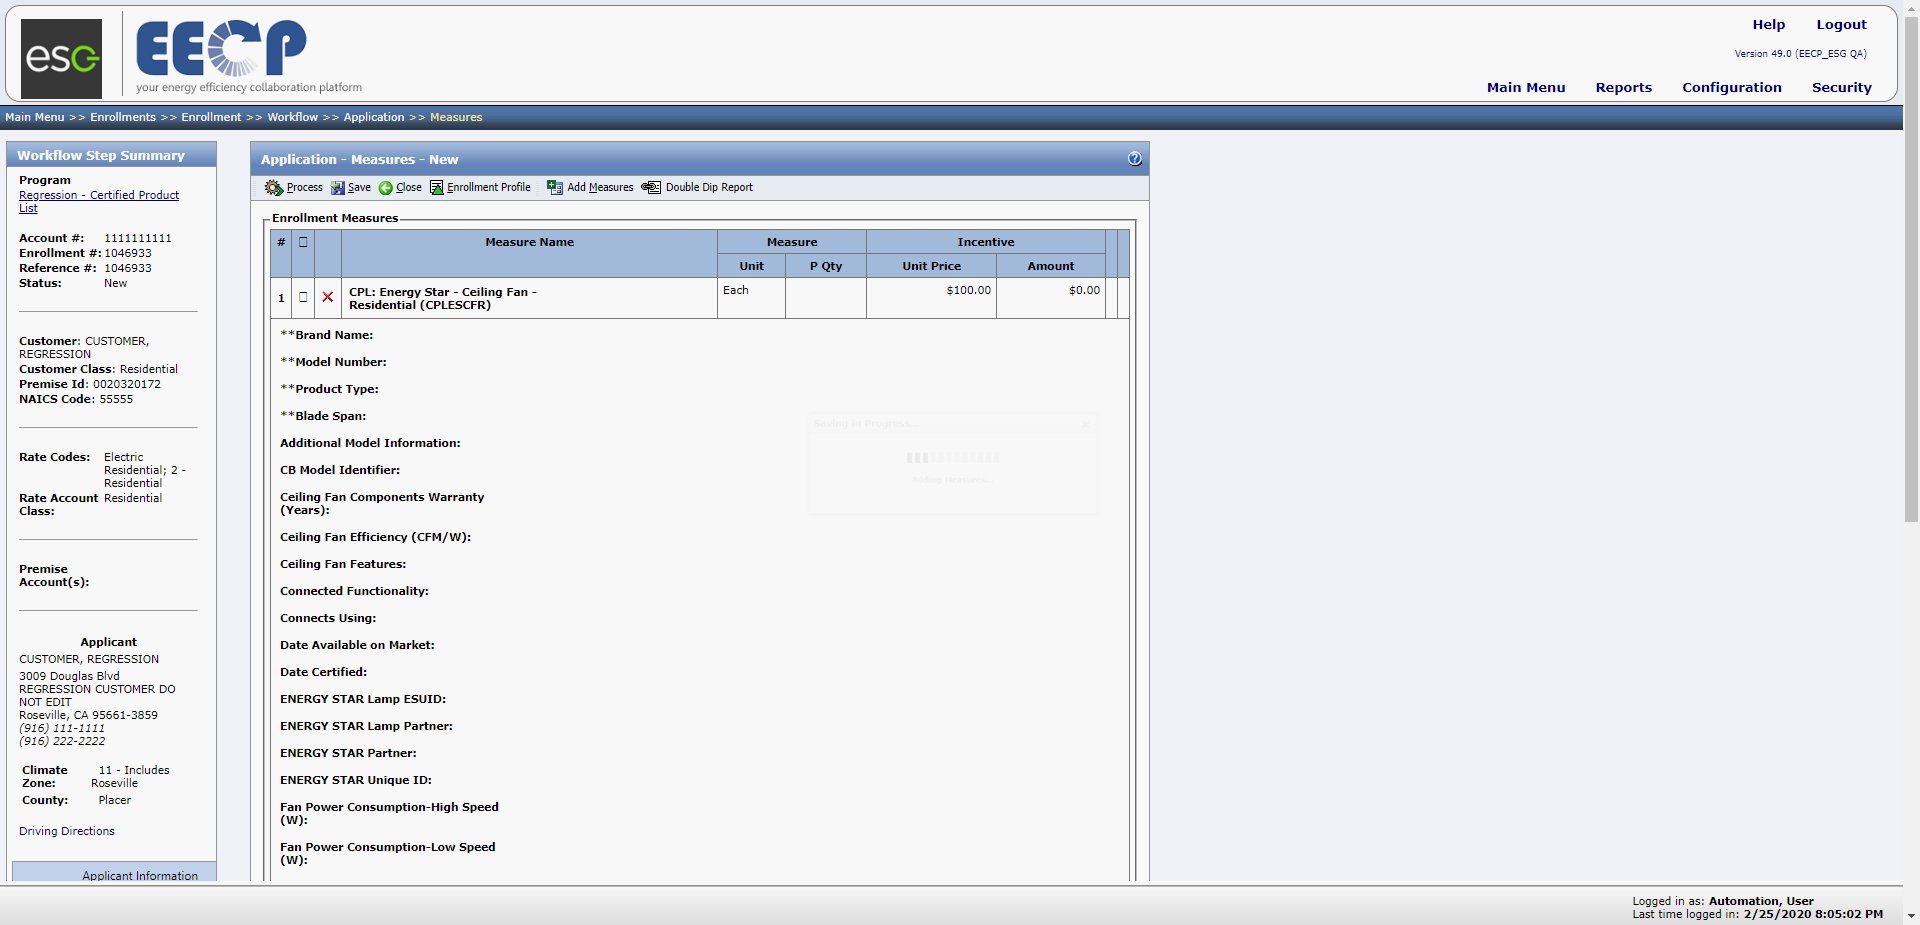 esg
EECP
your energy efficiency collaboration platform
Help Logout
Version 49.0 (EECP_ESG QA)
Main Menu Reports Configuration Security
Main Menu >> Enrollments >> Enrollment >> Workflow >> Application >> Measures
Workflow Step Summary
Program
Regression - Certified Product
List
Account #: 1111111111
Enrollment #: 1046933
Reference #: 1046933
Status: New
Customer: CUSTOMER,
REGRESSION
Customer Class: Residential
Premise Id: 0020320172
NAICS Code: 55555
Rate Codes: Electric
Residential; 2 -
Residential
Rate Account Residential
Class:
Premise
Account(s):
Applicant
CUSTOMER, REGRESSION
3009 Douglas Blvd
REGRESSION CUSTOMER DO
NOT EDIT
Roseville, CA 95661-3859
(916) 111-1111
(916) 222-2222
Climate 11 - Includes
Zone: Roseville
County: Placer
Driving Directions
Applicant Information
Application - Measures - New
Process Save Close Enrollment Profile Add Measures Double Dip Report
Enrollment Measures
# Measure Name Measure Incentive
Unit P Qty Unit Price Amount
1 CPL: Energy Star - Ceiling Fan - Each $100.00 $0.00
Residential (CPLESCFR)
**Brand Name:
**Model Number:
**Product Type:
**Blade Span:
Additional Model Information:
CB Model Identifier:
Ceiling Fan Components Warranty
(Years):
Ceiling Fan Efficiency (CFM/W):
Ceiling Fan Features:
Connected Functionality:
Connects Using:
Date Available on Market:
Date Certified:
ENERGY STAR Lamp ESUID:
ENERGY STAR Lamp Partner:
ENERGY STAR Partner:
ENERGY STAR Unique ID:
Fan Power Consumption-High Speed
(W):
Fan Power Consumption-Low Speed
(W):
Saving in Progress...
Adding Measures...
Logged in as: Automation, User
Last time logged in: 2/25/2020 8:05:02 PM